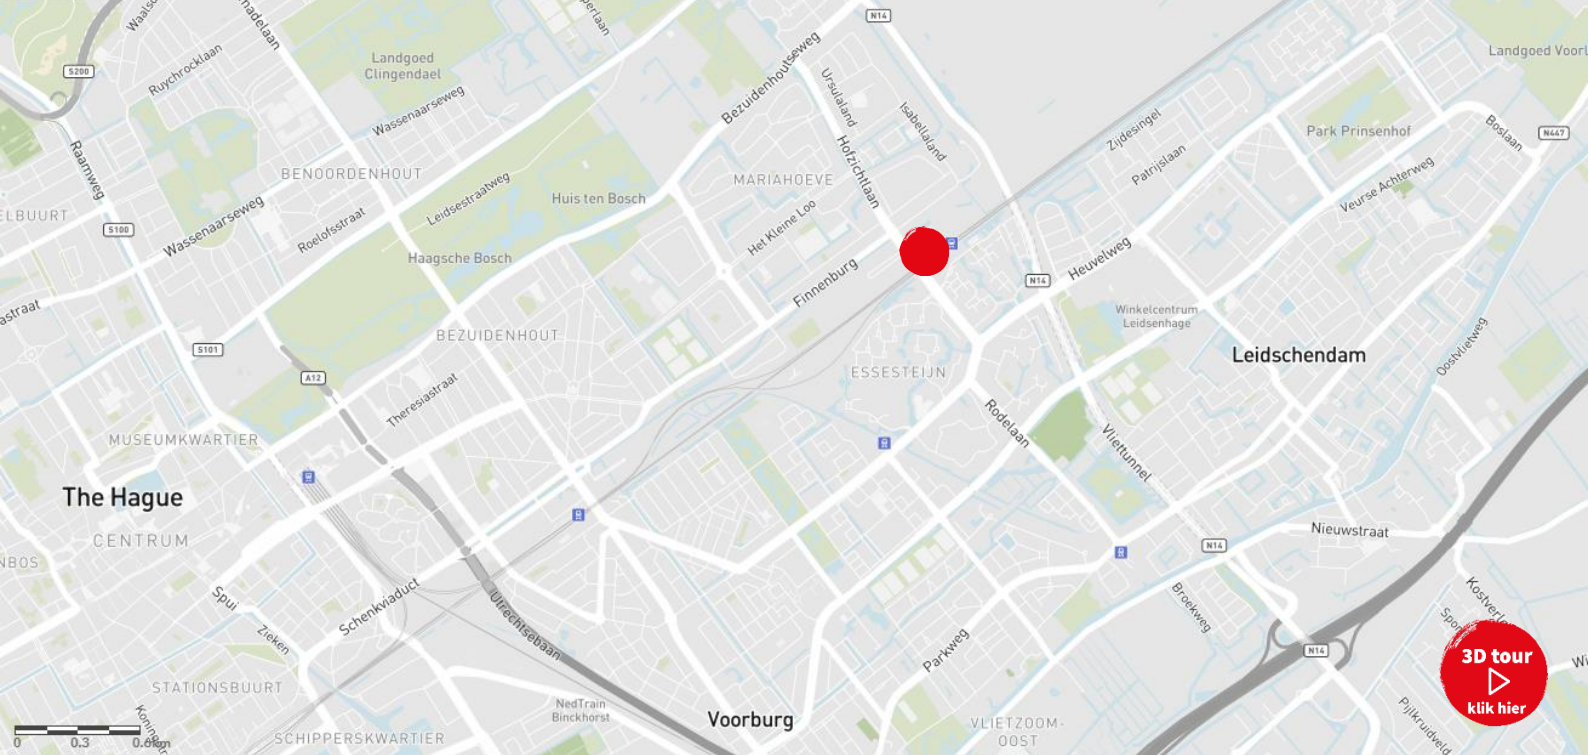 N14
Landgoed Voorl
Landgoed
Clingendael
S200
Ruychrocklaan
Wassenaarseweg
Bezuidenhoutseweg
Ursulaland
Isabellaland
Hofzichtlaan
Zijdesingel
Patrijslaan
Park Prinsenhof
Boslaan
N447
Veurse Achterweg
Raamweg
BENOORDENHOUT
MARIAHOEVE
Huis ten Bosch
Leidsestraatweg
ELBUURT
S100
Wassenaarseweg
Roelofsstraat
Het Kleine Loo
Haagsche Bosch
Finnenburg
Heuvelweg
N14
astraat
Winkelcentrum
Leidsenhage
BEZUIDENHOUT
S101
Leidschendam
Oostvlietweg
A12
ESSESTEIJN
Theresiastraat
Rodelaan
MUSEUMKWARTIER
Vliettunnel
The Hague
CENTRUM
Nieuwstraat
N14
NBOS
Spui
Schenkviaduct
Utrechtsebaan
Broekweg
Kostverl
Spo
Zieken
Parkweg
N14
3D tour
klik hier
Wi
STATIONSBUURT
NedTrain
Binckhorst
Voorburg
VLIETZOOM-
OOST
Pijlkruidveld
SCHIPPERSKWARTIER
0 0.3